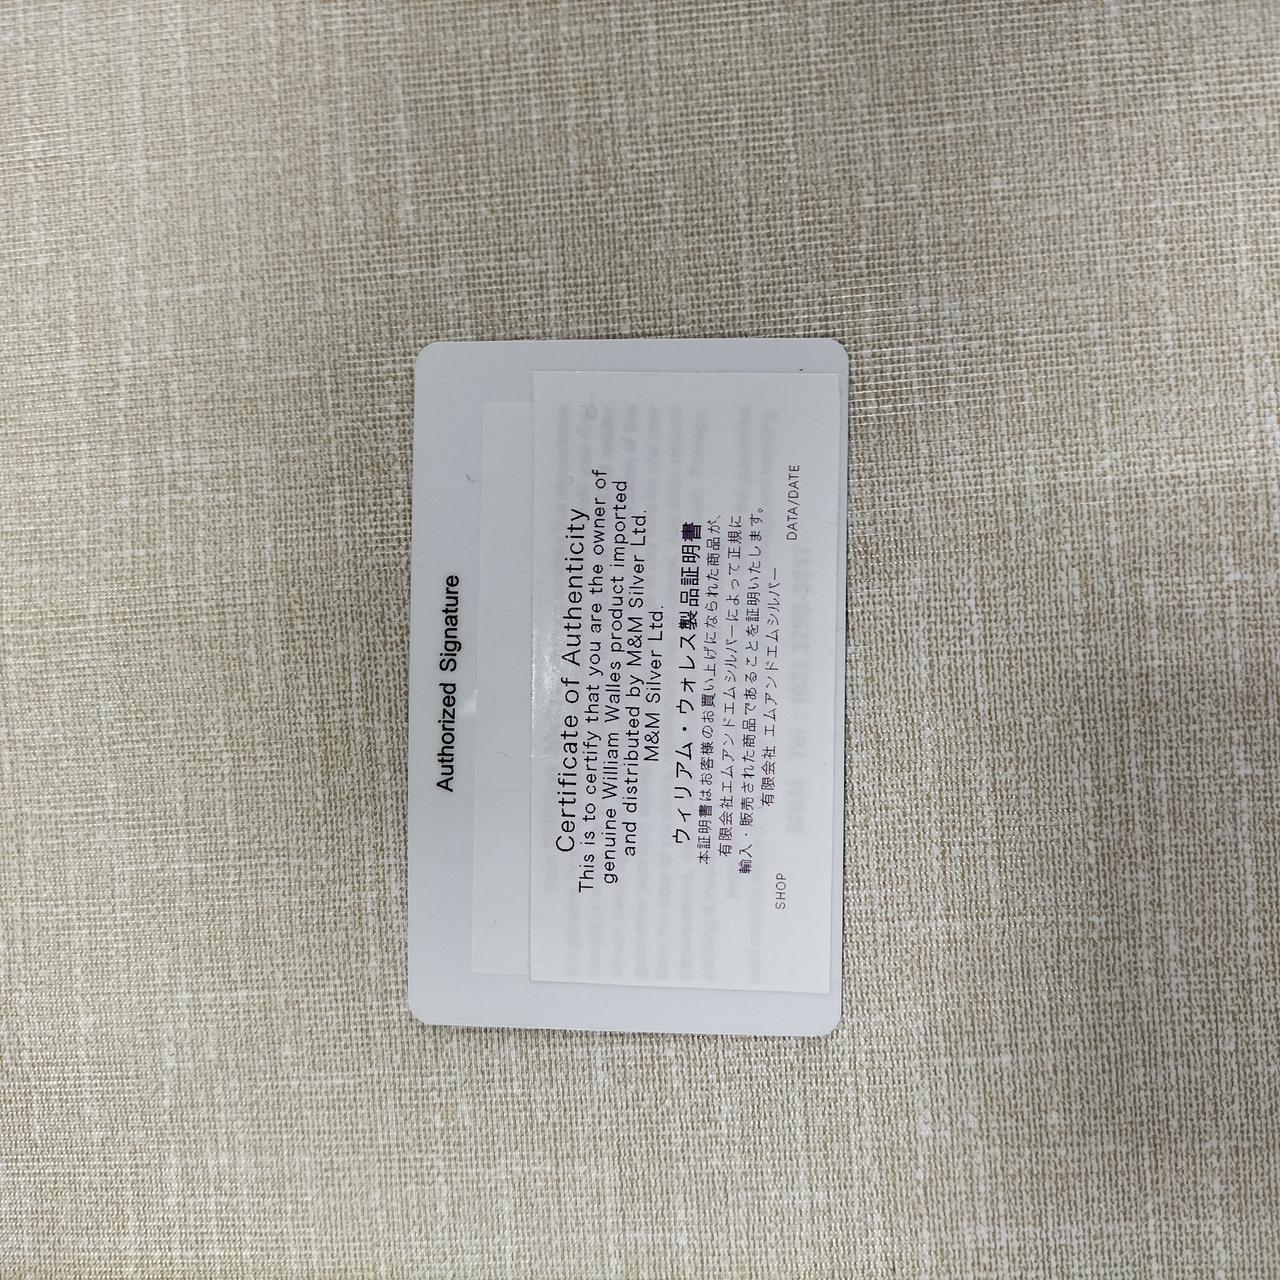 Authorized Signature
Certificate of Authenticity
This is to certify that you are the owner of
genuine William Walles product imported
and distributed by M&M Silver Ltd.
M&M Silver Ltd.
ウィリアム・ウォレス製品証明書
本証明書はお客様のお買い上げになられた商品が、
有限会社エムアンドエムシルバーによって正規に
輸入・販売された商品であることを証明いたします。
有限会社 エムアンドエムシルバー
SHOP DATA/DATE